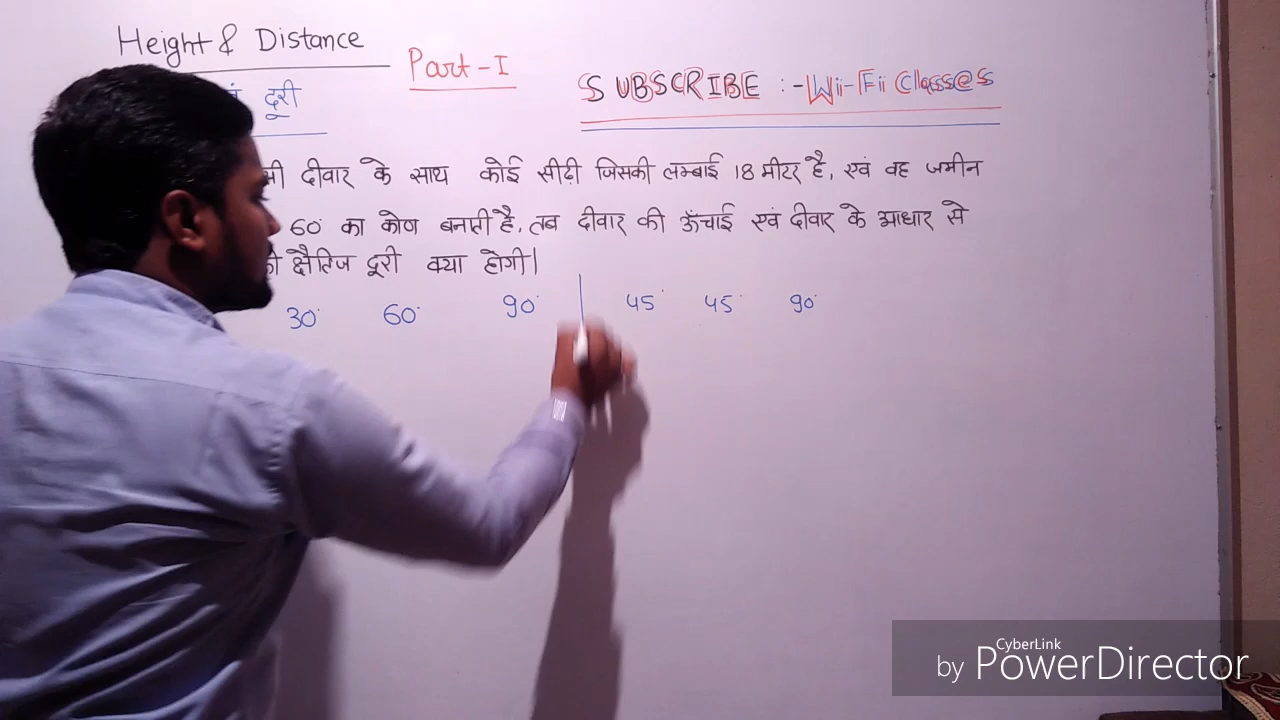 Height & Distance
Part-I
SUBSCRIBE :- Wi-Fi Classes
दूरी
दीवार के साथ कोई सीढ़ी जिसकी लम्बाई 18 मीटर है, एवं वह जमीन
60° का कोण बनाती है, तब दीवार की ऊँचाई एवं दीवार के आधार से
क्षैतिज दूरी क्या होगी।
30° 60° 90° | 45° 45° 90°
CyberLink
by PowerDirector